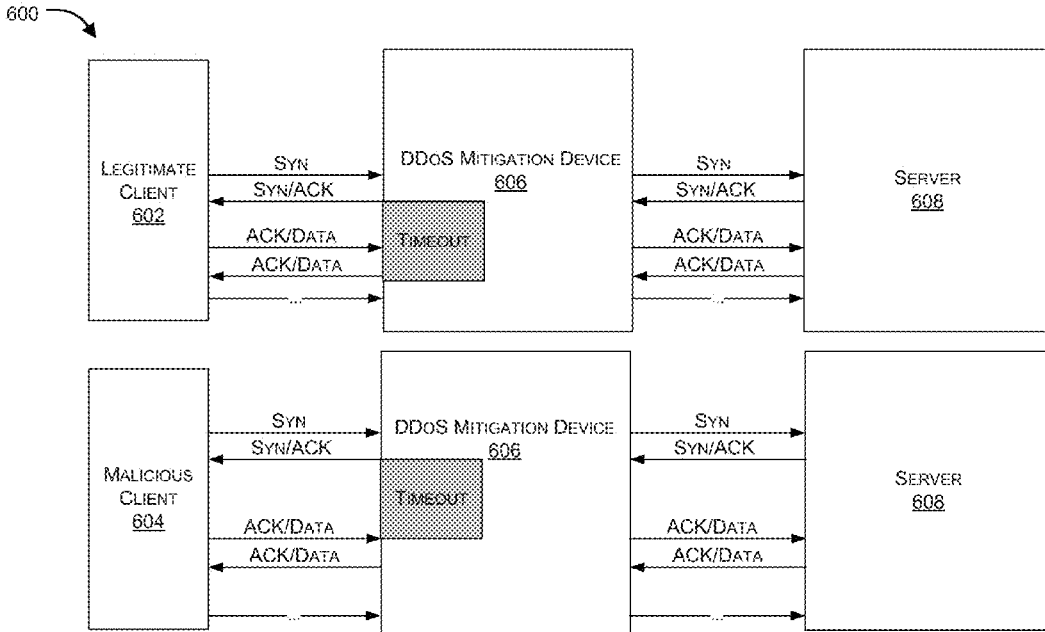 600
LEGITIMATE
CLIENT
602
SYN
SYN/ACK
ACK/DATA
ACK/DATA
...
DDOS MITIGATION DEVICE
606
TIMEOUT
SYN
SYN/ACK
ACK/DATA
ACK/DATA
...
SERVER
608
MALICIOUS
CLIENT
604
SYN
SYN/ACK
ACK/DATA
ACK/DATA
...
DDOS MITIGATION DEVICE
606
TIMEOUT
SYN
SYN/ACK
ACK/DATA
ACK/DATA
...
SERVER
608